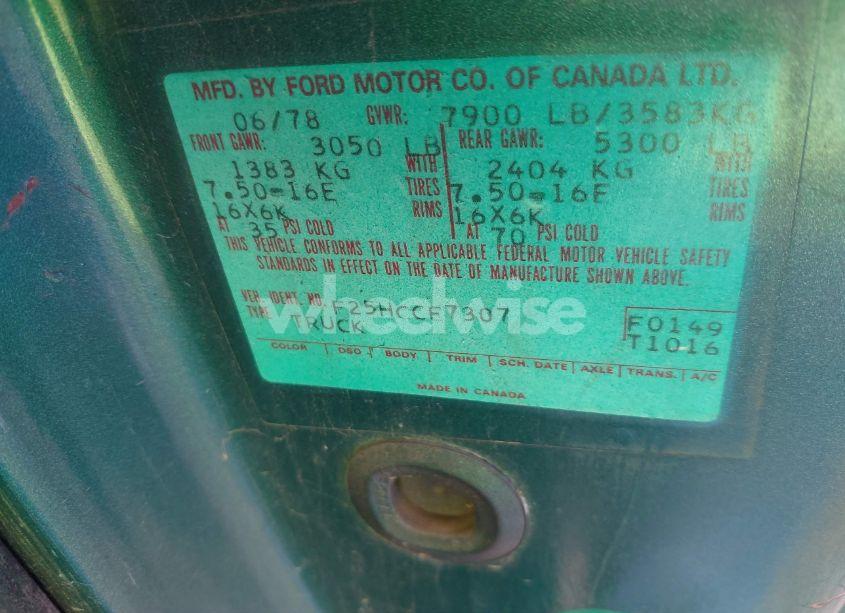 MFD. BY FORD MOTOR CO. OF CANADA LTD.
06/78 GVWR: 7900 LB/3583KG
FRONT GAWR: 3050 LB REAR GAWR: 5300 LB
1383 KG WITH 2404 KG WITH
7.50-16E TIRES 7.50-16E TIRES
16X6K RIMS 16X6K RIMS
AT 35 PSI COLD AT 70 PSI COLD
THIS VEHICLE CONFORMS TO ALL APPLICABLE FEDERAL MOTOR VEHICLE SAFETY
STANDARDS IN EFFECT ON THE DATE OF MANUFACTURE SHOWN ABOVE.
VEH. IDENT. NO. F25HCCF7307 F0149
TYPE TRUCK T1016
COLOR DSO BODY TRIM SCH. DATE AXLE TRANS. A/C
MADE IN CANADA
wheelwise